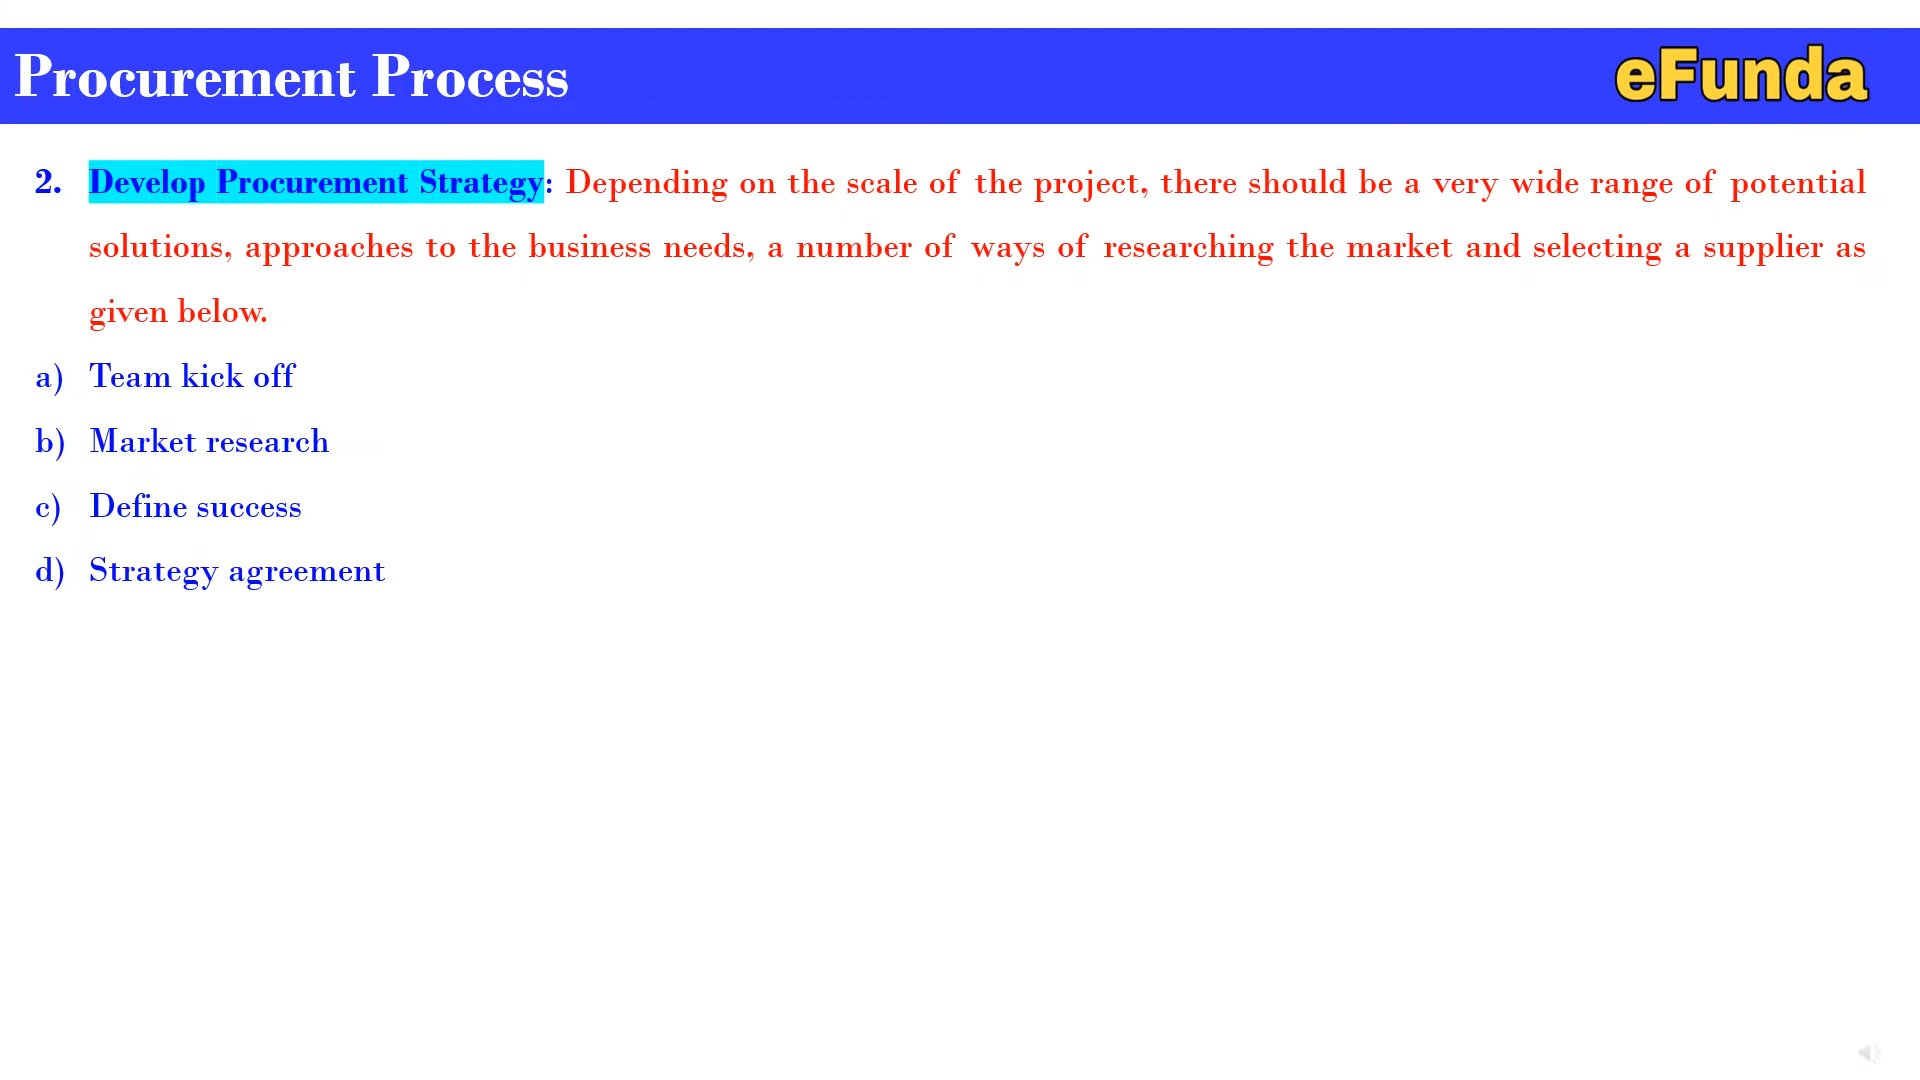 Procurement Process
eFunda
2. Develop Procurement Strategy: Depending on the scale of the project, there should be a very wide range of potential
solutions, approaches to the business needs, a number of ways of researching the market and selecting a supplier as
given below.
a) Team kick off
b) Market research
c) Define success
d) Strategy agreement